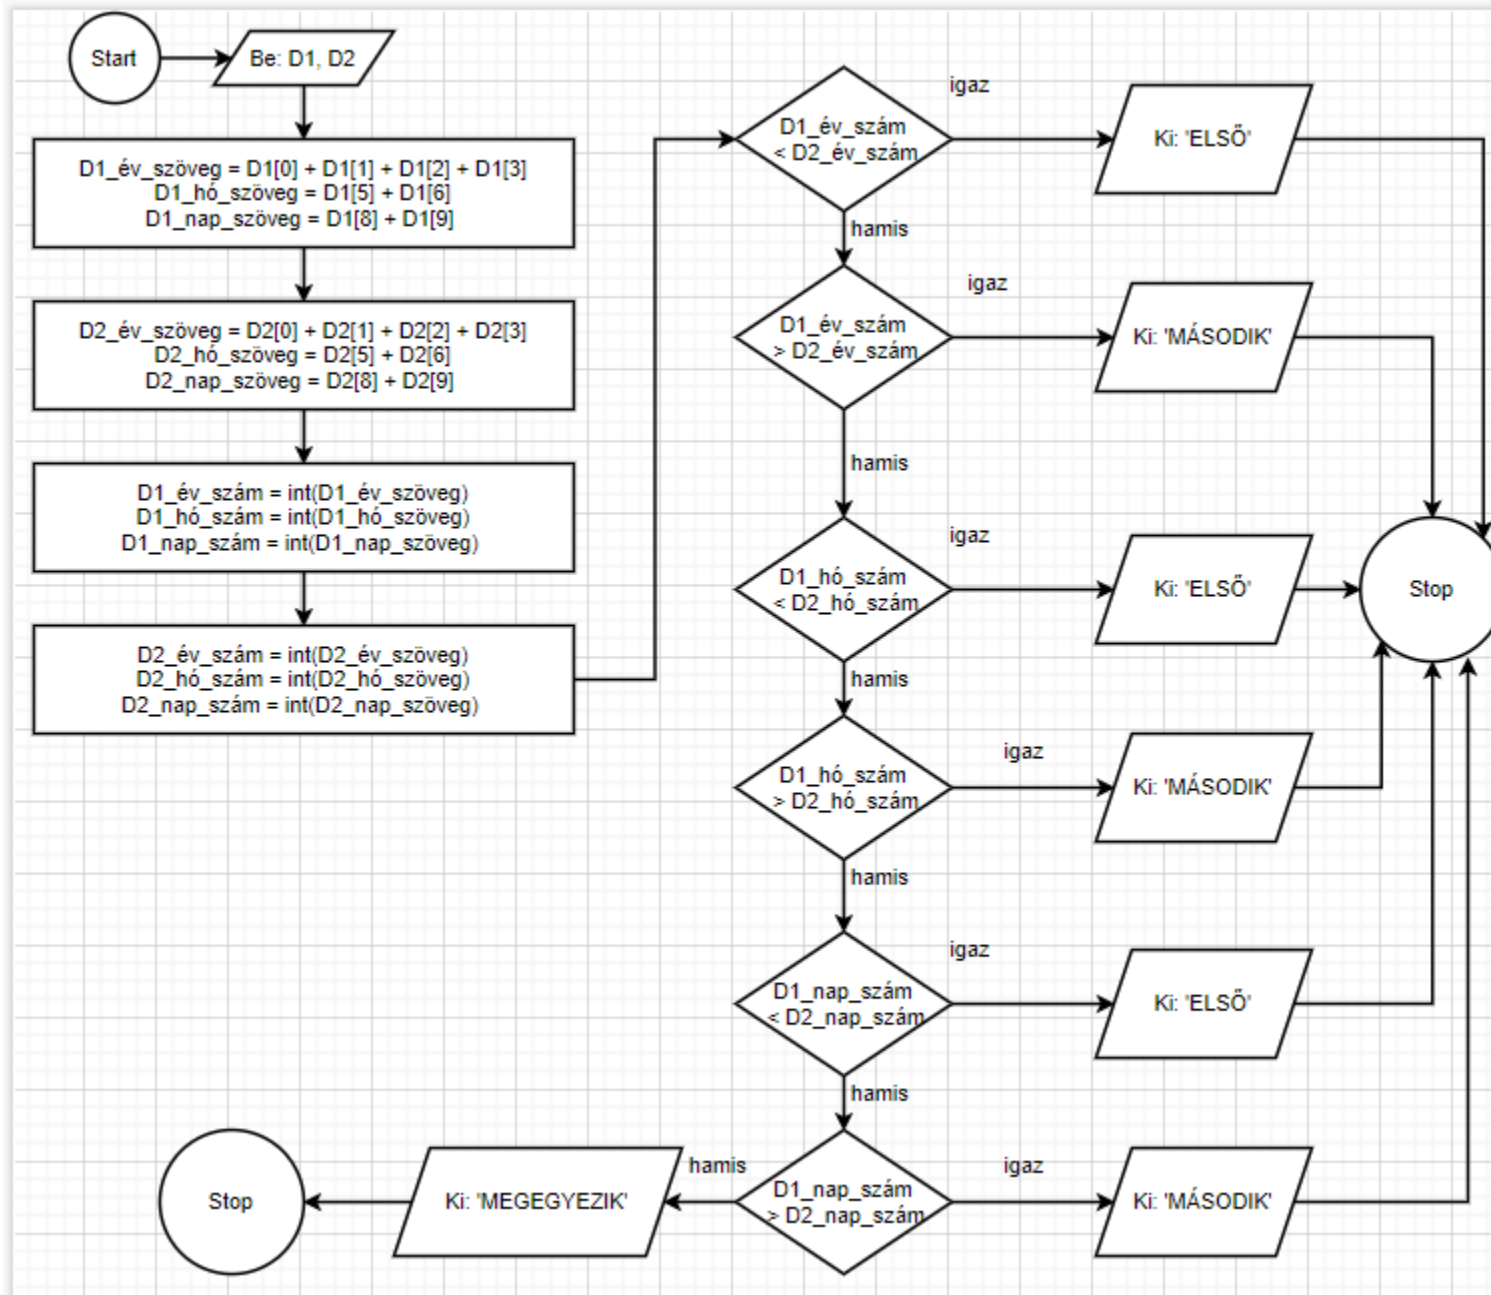 Start
Be: D1, D2
D1_év_szöveg = D1[0] + D1[1] + D1[2] + D1[3]
D1_hó_szöveg = D1[5] + D1[6]
D1_nap_szöveg = D1[8] + D1[9]
D2_év_szöveg = D2[0] + D2[1] + D2[2] + D2[3]
D2_hó_szöveg = D2[5] + D2[6]
D2_nap_szöveg = D2[8] + D2[9]
D1_év_szám = int(D1_év_szöveg)
D1_hó_szám = int(D1_hó_szöveg)
D1_nap_szám = int(D1_nap_szöveg)
D2_év_szám = int(D2_év_szöveg)
D2_hó_szám = int(D2_hó_szöveg)
D2_nap_szám = int(D2_nap_szöveg)
D1_év_szám
< D2_év_szám
igaz
Ki: 'ELSŐ'
hamis
D1_év_szám
> D2_év_szám
igaz
Ki: 'MÁSODIK'
hamis
D1_hó_szám
< D2_hó_szám
igaz
Ki: 'ELSŐ'
Stop
hamis
D1_hó_szám
> D2_hó_szám
igaz
Ki: 'MÁSODIK'
hamis
D1_nap_szám
< D2_nap_szám
igaz
Ki: 'ELSŐ'
hamis
D1_nap_szám
> D2_nap_szám
igaz
Ki: 'MÁSODIK'
hamis
Ki: 'MEGEGYEZIK'
Stop